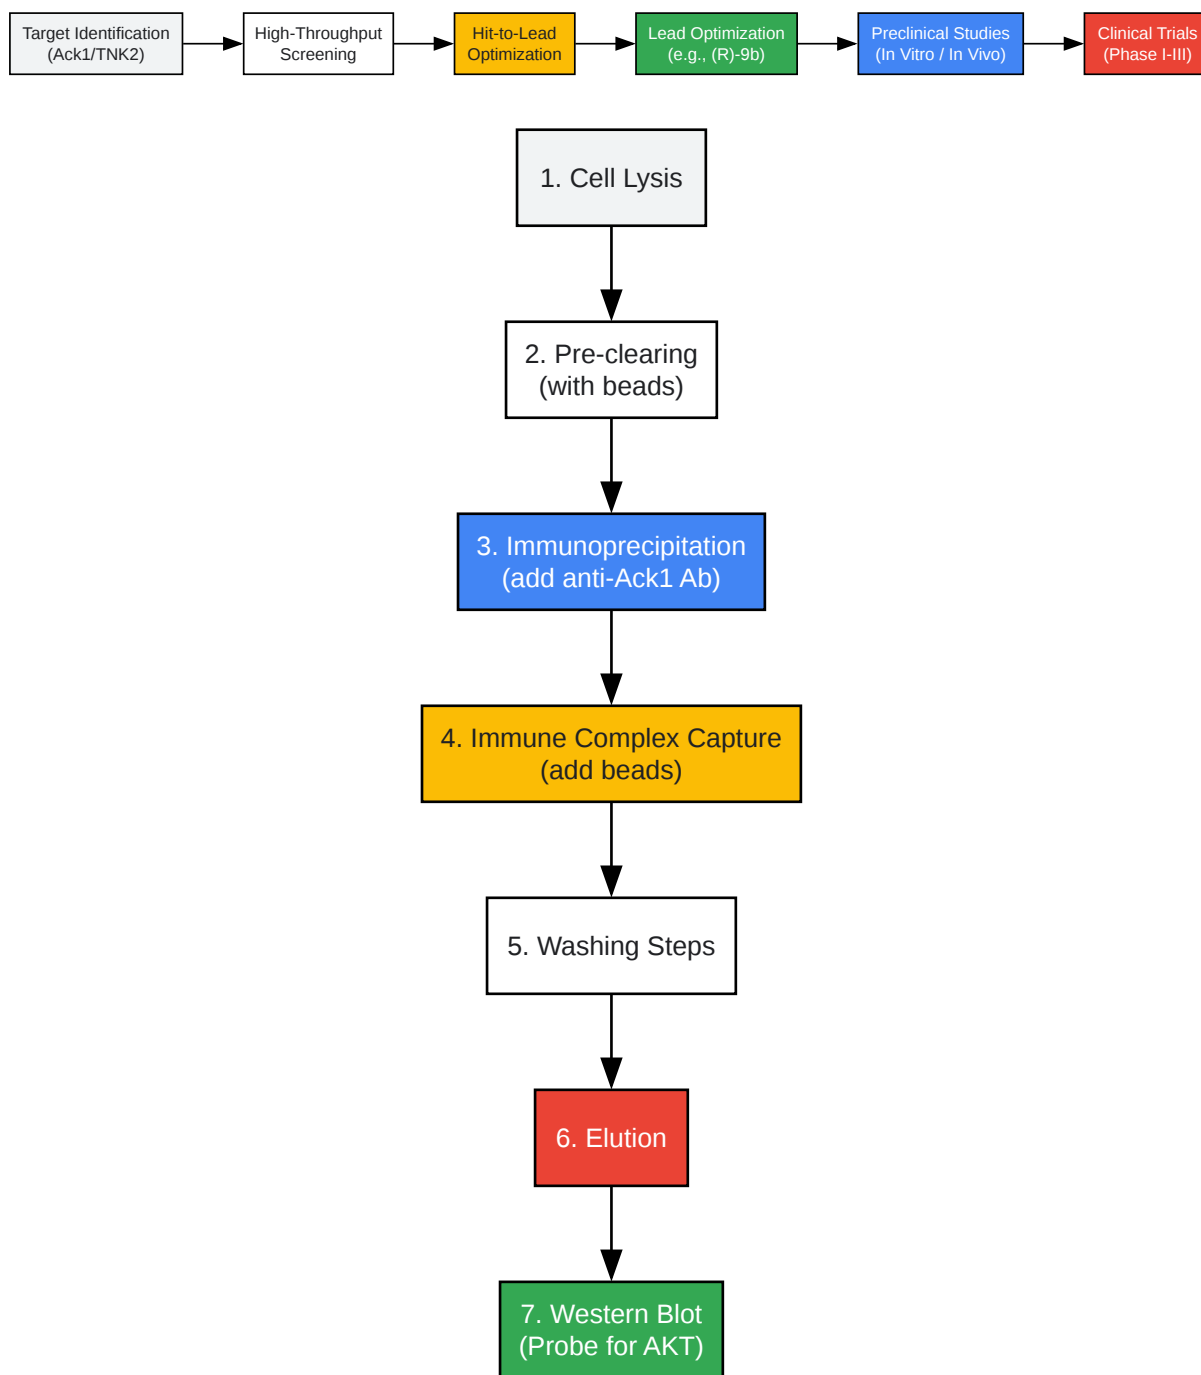 Target Identification
(Ack1/TNK2)
High-Throughput
Screening
Hit-to-Lead
Optimization
Lead Optimization
(e.g., (R)-9b)
Preclinical Studies
(In Vitro / In Vivo)
Clinical Trials
(Phase I-III)
1. Cell Lysis
2. Pre-clearing
(with beads)
3. Immunoprecipitation
(add anti-Ack1 Ab)
4. Immune Complex Capture
(add beads)
5. Washing Steps
6. Elution
7. Western Blot
(Probe for AKT)